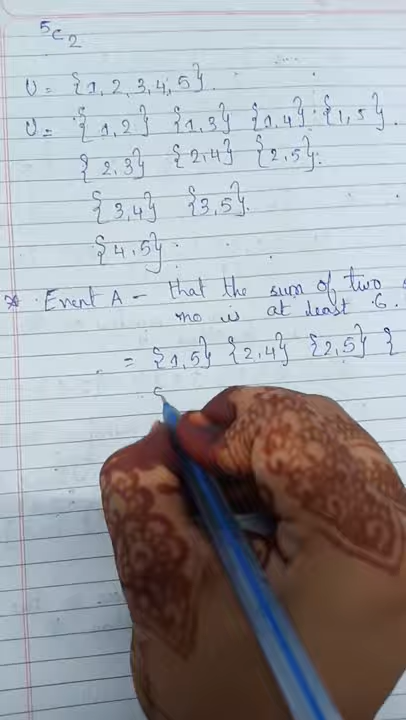 ⁵C₂
U = {1, 2, 3, 4, 5}.
U = {1, 2} {1, 3} {1, 4} {1, 5}.
{2, 3} {2, 4} {2, 5}.
{3, 4} {3, 5}.
{4, 5}.
* Event A - that the sum of two
no is at least 6.
= {1, 5} {2, 4} {2, 5} {
{